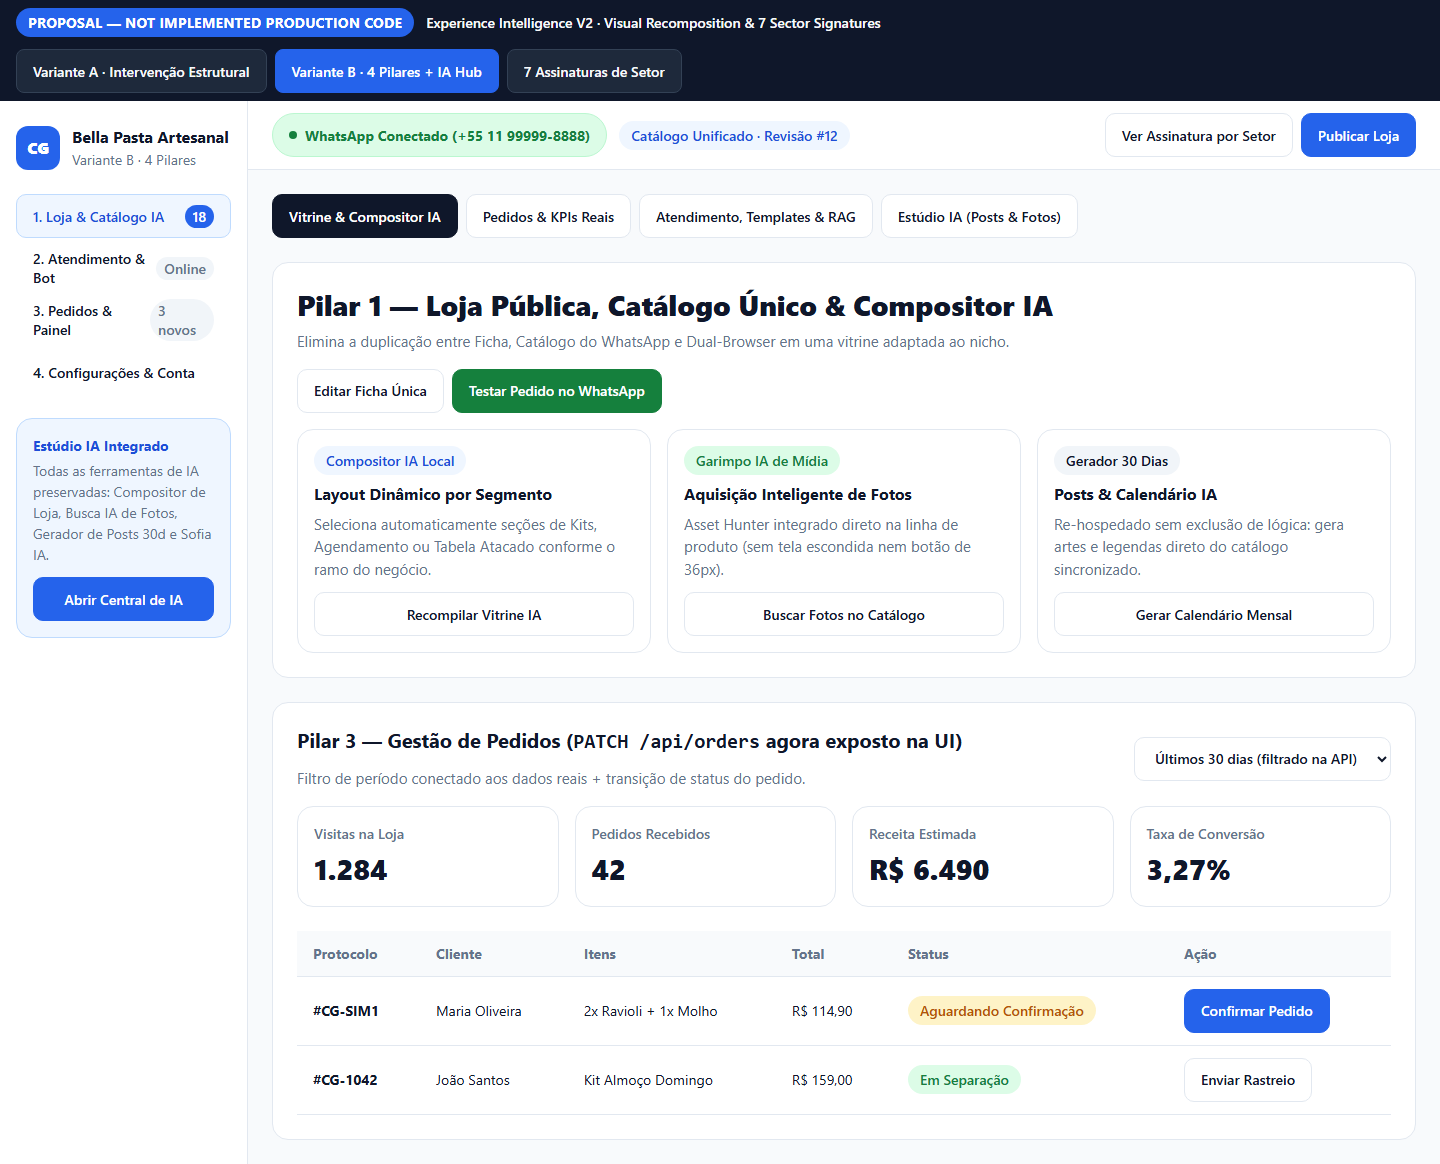 PROPOSAL — NOT IMPLEMENTED PRODUCTION CODE
Experience Intelligence V2 · Visual Recomposition & 7 Sector Signatures
Variante A · Intervenção Estrutural
Variante B · 4 Pilares + IA Hub
7 Assinaturas de Setor
CG
Bella Pasta Artesanal
Variante B · 4 Pilares
WhatsApp Conectado (+55 11 99999-8888)
Catálogo Unificado · Revisão #12
Ver Assinatura por Setor
Publicar Loja
1. Loja & Catálogo IA
18
2. Atendimento &
Bot
Online
3. Pedidos &
Painel
3
novos
4. Configurações & Conta
Estúdio IA Integrado
Todas as ferramentas de IA
preservadas: Compositor de
Loja, Busca IA de Fotos,
Gerador de Posts 30d e Sofia
IA.
Abrir Central de IA
Vitrine & Compositor IA
Pedidos & KPIs Reais
Atendimento, Templates & RAG
Estúdio IA (Posts & Fotos)
Pilar 1 — Loja Pública, Catálogo Único & Compositor IA
Elimina a duplicação entre Ficha, Catálogo do WhatsApp e Dual-Browser em uma vitrine adaptada ao nicho.
Editar Ficha Única
Testar Pedido no WhatsApp
Compositor IA Local
Layout Dinâmico por Segmento
Seleciona automaticamente seções de Kits,
Agendamento ou Tabela Atacado conforme o
ramo do negócio.
Recompilar Vitrine IA
Garimpo IA de Mídia
Aquisição Inteligente de Fotos
Asset Hunter integrado direto na linha de
produto (sem tela escondida nem botão de
36px).
Buscar Fotos no Catálogo
Gerador 30 Dias
Posts & Calendário IA
Re-hospedado sem exclusão de lógica: gera
artes e legendas direto do catálogo
sincronizado.
Gerar Calendário Mensal
Pilar 3 — Gestão de Pedidos (PATCH /api/orders agora exposto na UI)
Filtro de período conectado aos dados reais + transição de status do pedido.
Últimos 30 dias (filtrado na API)
Visitas na Loja
1.284
Pedidos Recebidos
42
Receita Estimada
R$ 6.490
Taxa de Conversão
3,27%
Protocolo Cliente Itens Total Status Ação
#CG-SIM1 Maria Oliveira 2x Ravioli + 1x Molho R$ 114,90 Aguardando Confirmação Confirmar Pedido
#CG-1042 João Santos Kit Almoço Domingo R$ 159,00 Em Separação Enviar Rastreio